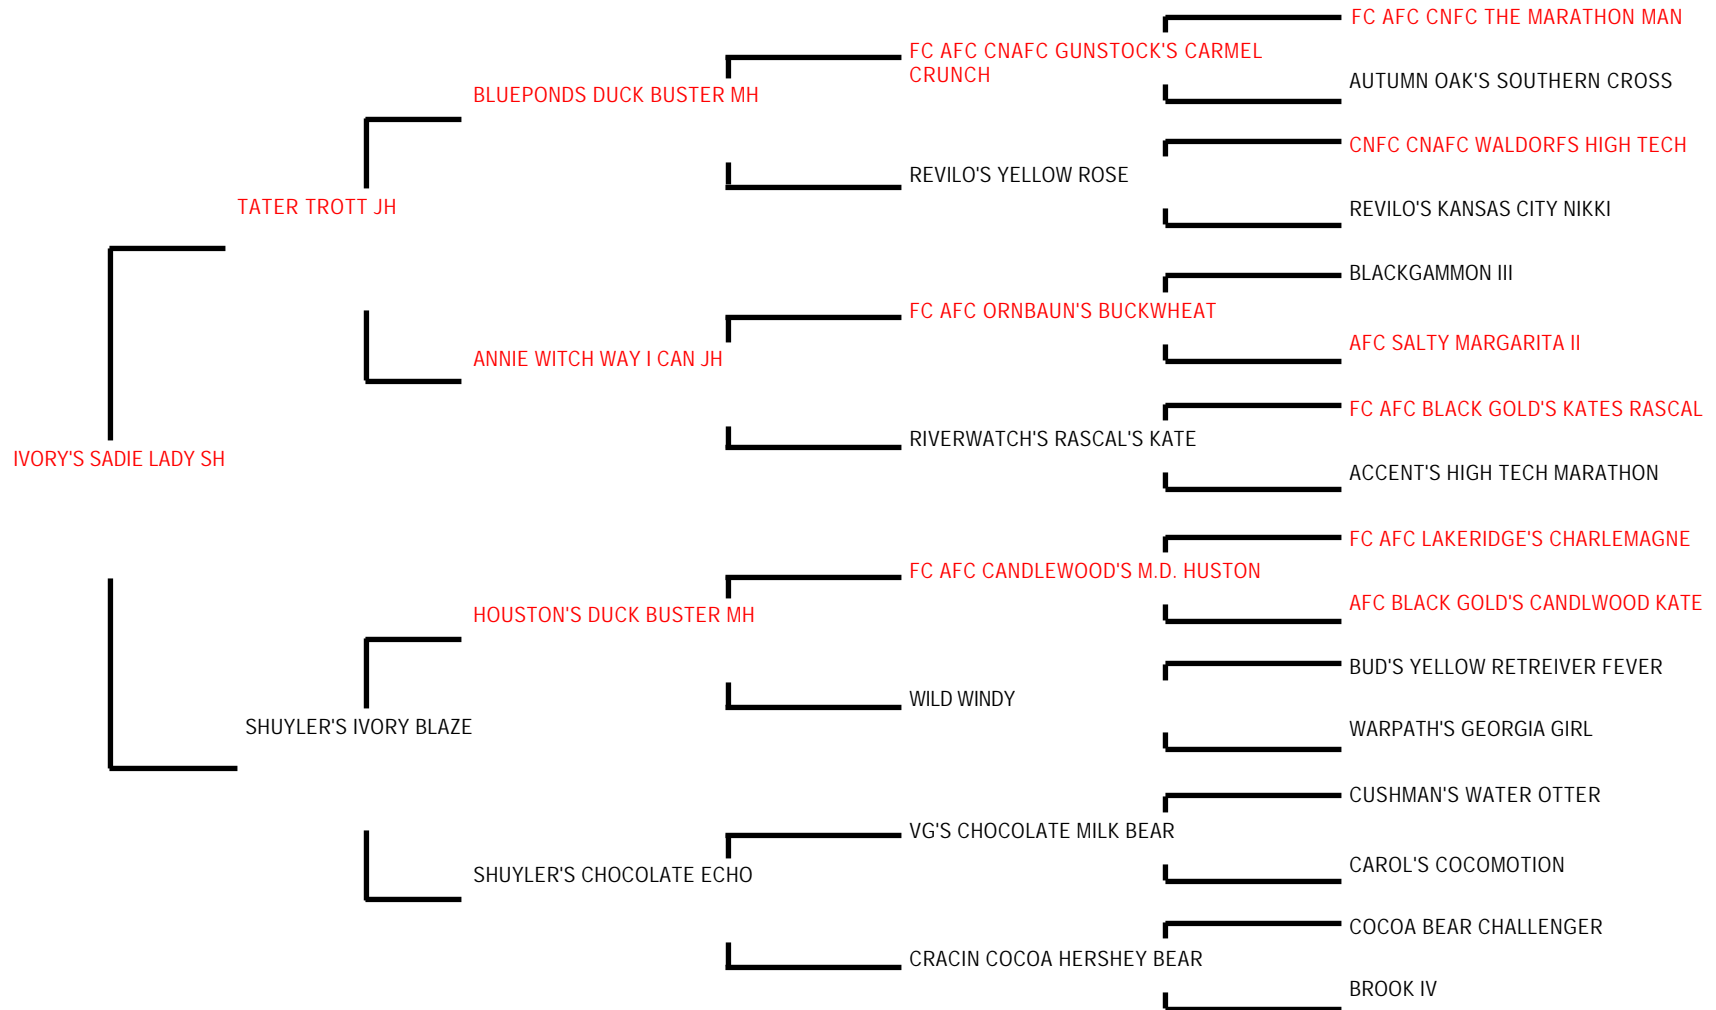 FC AFC CNFC THE MARATHON MAN
FC AFC CNAFC GUNSTOCK'S CARMEL
CRUNCH
AUTUMN OAK'S SOUTHERN CROSS
BLUEPONDS DUCK BUSTER MH
CNFC CNAFC WALDORFS HIGH TECH
REVILO'S YELLOW ROSE
REVILO'S KANSAS CITY NIKKI
TATER TROTT JH
BLACKGAMMON III
FC AFC ORNBAUN'S BUCKWHEAT
AFC SALTY MARGARITA II
ANNIE WITCH WAY I CAN JH
FC AFC BLACK GOLD'S KATES RASCAL
RIVERWATCH'S RASCAL'S KATE
ACCENT'S HIGH TECH MARATHON
IVORY'S SADIE LADY SH
FC AFC LAKERIDGE'S CHARLEMAGNE
FC AFC CANDLEWOOD'S M.D. HUSTON
AFC BLACK GOLD'S CANDLWOOD KATE
HOUSTON'S DUCK BUSTER MH
BUD'S YELLOW RETREIVER FEVER
WILD WINDY
WARPATH'S GEORGIA GIRL
SHUYLER'S IVORY BLAZE
CUSHMAN'S WATER OTTER
VG'S CHOCOLATE MILK BEAR
CAROL'S COCOMOTION
SHUYLER'S CHOCOLATE ECHO
COCOA BEAR CHALLENGER
CRACIN COCOA HERSHEY BEAR
BROOK IV